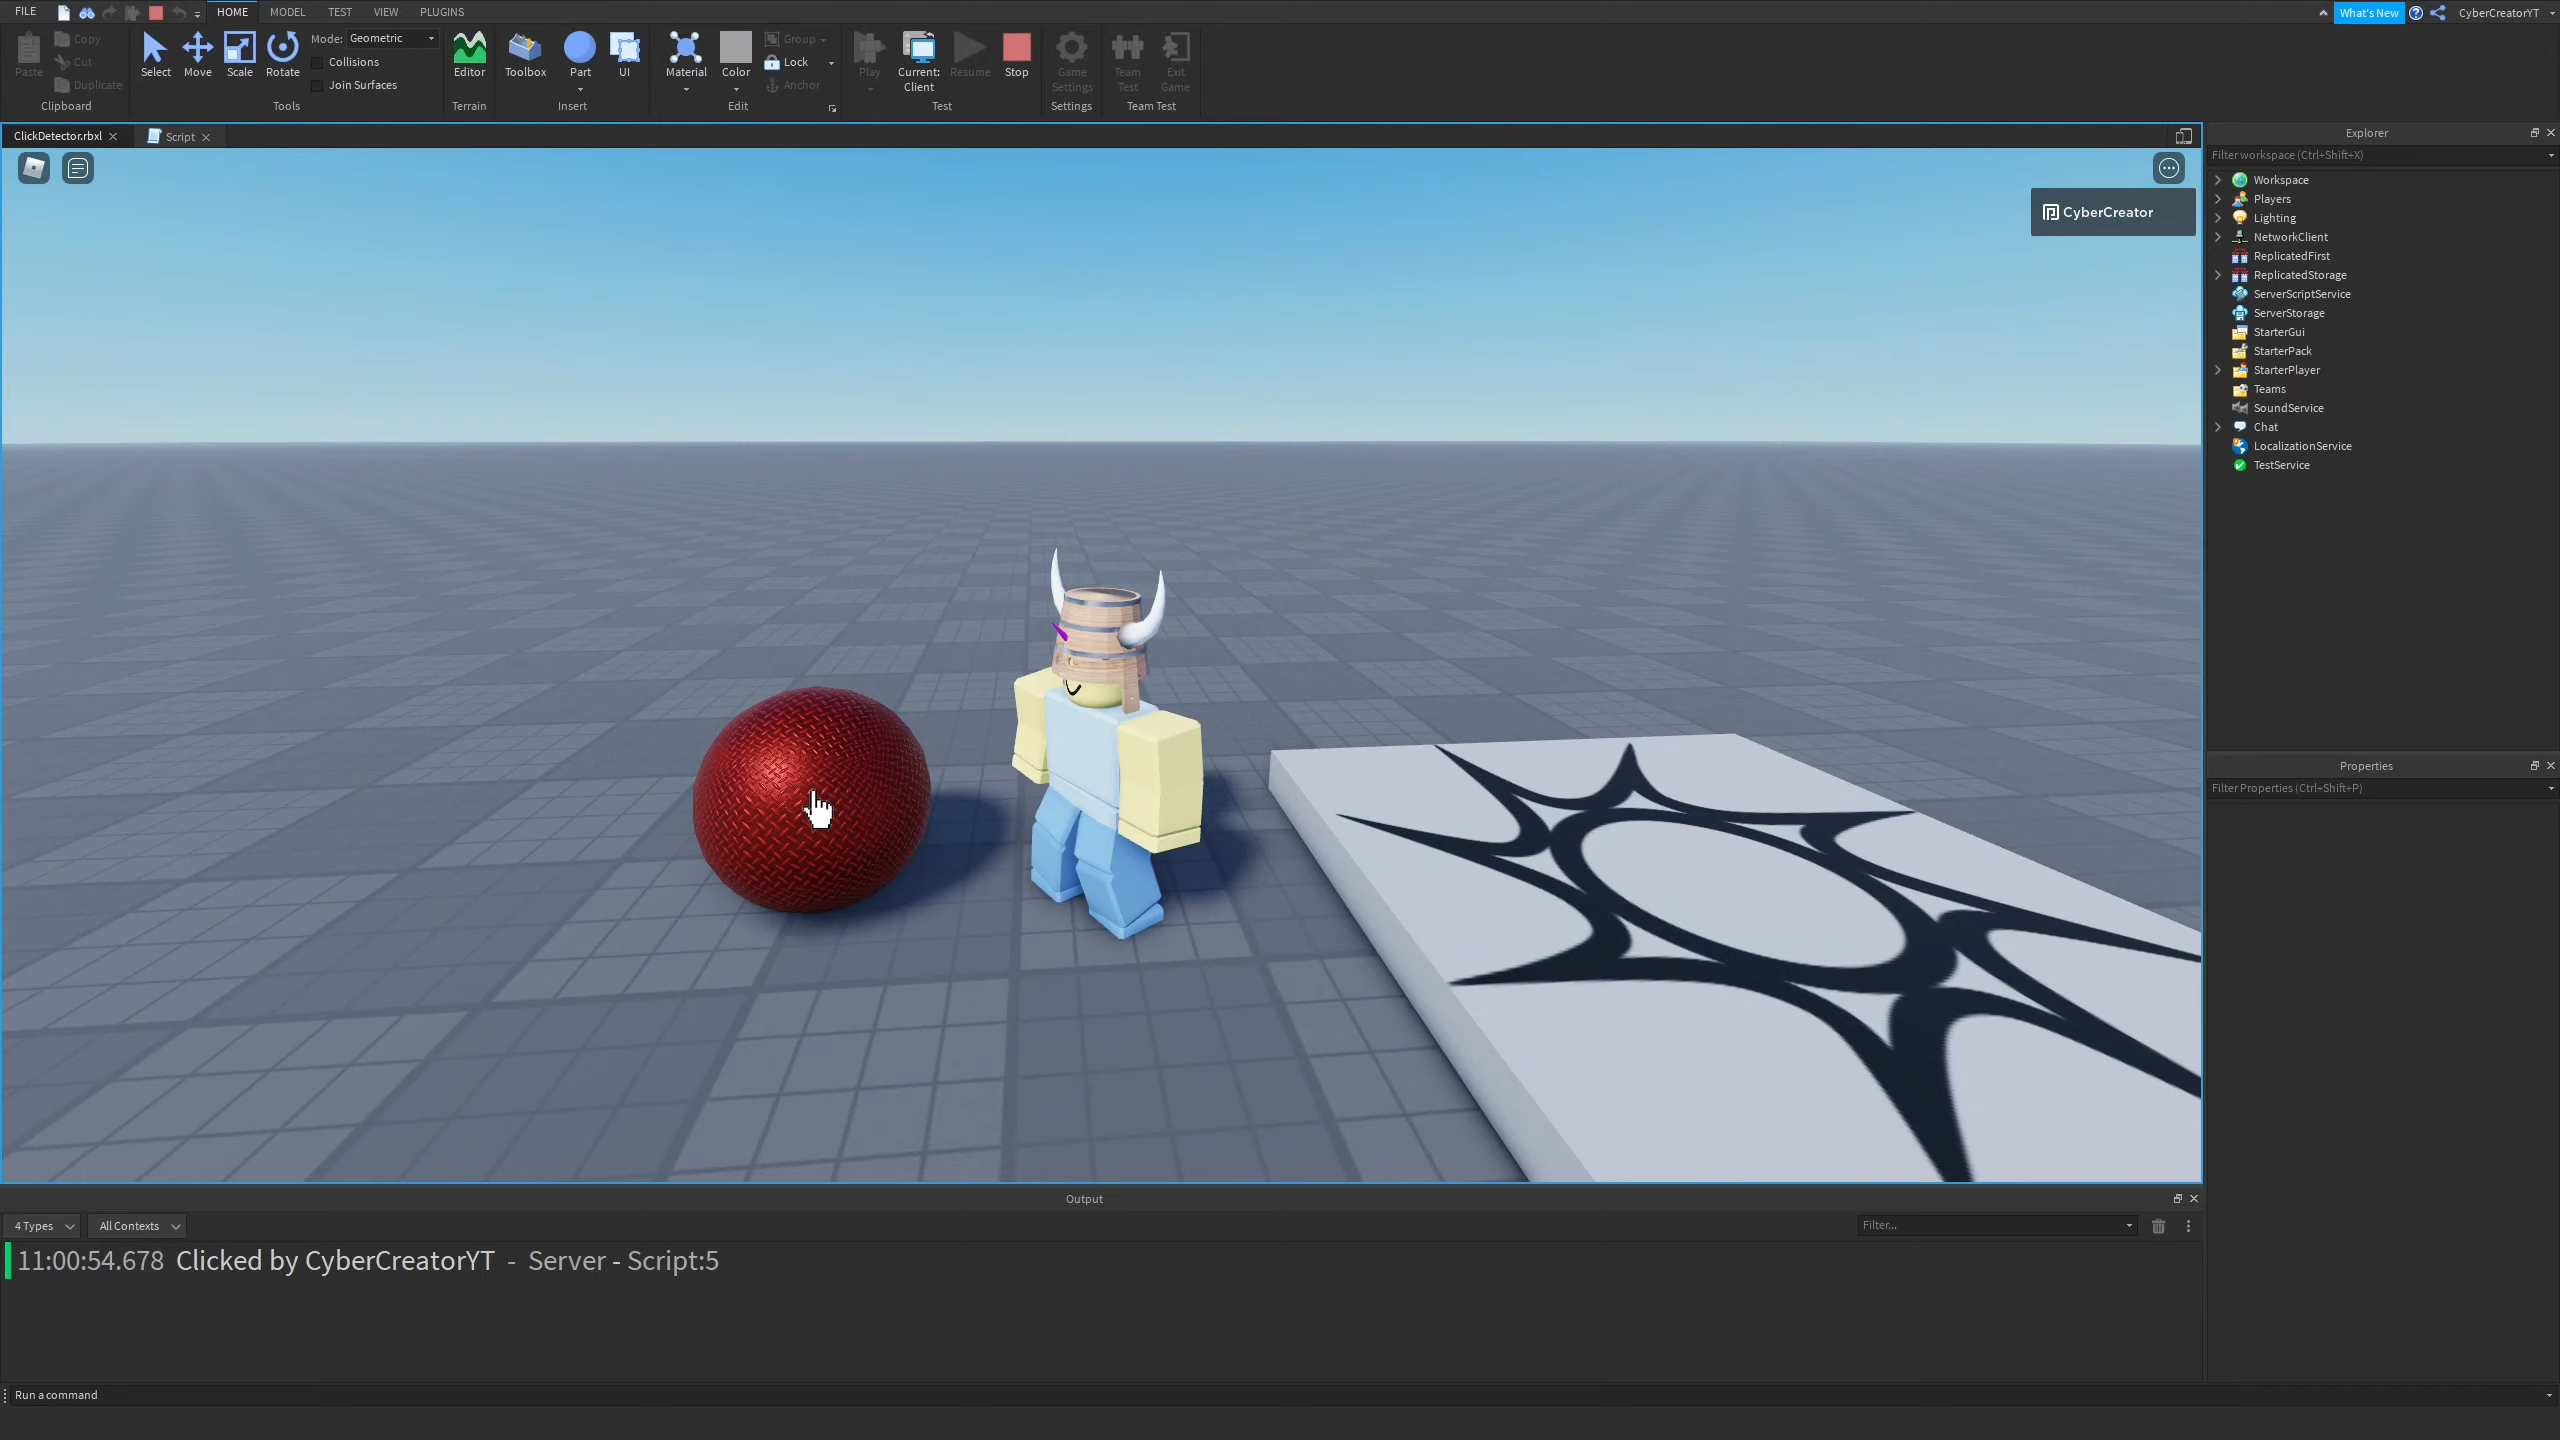 FILE HOME MODEL TEST VIEW PLUGINS What's New CyberCreatorYT
Paste Copy Cut Duplicate Clipboard
Select Move Scale Rotate Mode: Geometric Collisions Join Surfaces Tools
Editor Terrain
Toolbox Part UI Insert
Material Color Group Lock Anchor Edit
Play Current: Client Resume Stop Test
Game Settings Settings
Team Test Exit Game Team Test
ClickDetector.rbxl Script
CyberCreator
Explorer
Filter workspace (Ctrl+Shift+X)
Workspace
Players
Lighting
NetworkClient
ReplicatedFirst
ReplicatedStorage
ServerScriptService
ServerStorage
StarterGui
StarterPack
StarterPlayer
Teams
SoundService
Chat
LocalizationService
TestService
Properties
Filter Properties (Ctrl+Shift+P)
Output
4 Types All Contexts Filter...
11:00:54.678 Clicked by CyberCreatorYT - Server - Script:5
Run a command